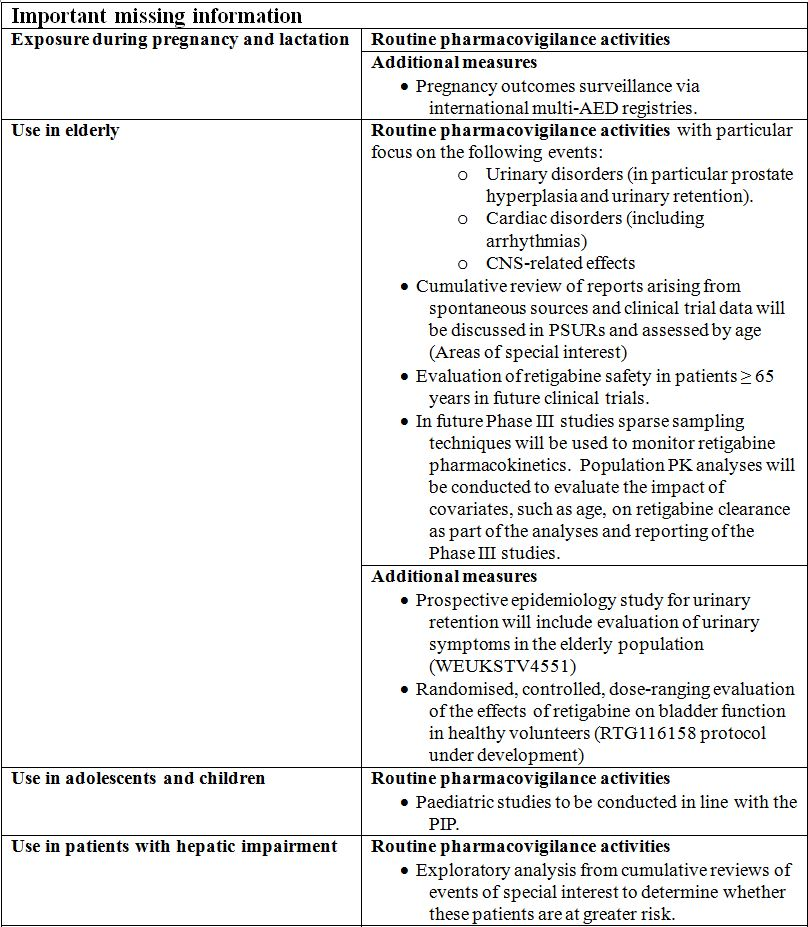 Important missing information
Exposure during pregnancy and lactation
Routine pharmacovigilance activities
Additional measures
• Pregnancy outcomes surveillance via
international multi-AED registries.
Use in elderly
Routine pharmacovigilance activities with particular
focus on the following events:
o Urinary disorders (in particular prostate
hyperplasia and urinary retention).
o Cardiac disorders (including
arrhythmias)
o CNS-related effects
• Cumulative review of reports arising from
spontaneous sources and clinical trial data will
be discussed in PSURs and assessed by age
(Areas of special interest)
• Evaluation of retigabine safety in patients ≥ 65
years in future clinical trials.
• In future Phase III studies sparse sampling
techniques will be used to monitor retigabine
pharmacokinetics. Population PK analyses will
be conducted to evaluate the impact of
covariates, such as age, on retigabine clearance
as part of the analyses and reporting of the
Phase III studies.
Additional measures
• Prospective epidemiology study for urinary
retention will include evaluation of urinary
symptoms in the elderly population
(WEUKSTV4551)
• Randomised, controlled, dose-ranging evaluation
of the effects of retigabine on bladder function
in healthy volunteers (RTG116158 protocol
under development)
Use in adolescents and children
Routine pharmacovigilance activities
• Paediatric studies to be conducted in line with the
PIP.
Use in patients with hepatic impairment
Routine pharmacovigilance activities
• Exploratory analysis from cumulative reviews of
events of special interest to determine whether
these patients are at greater risk.